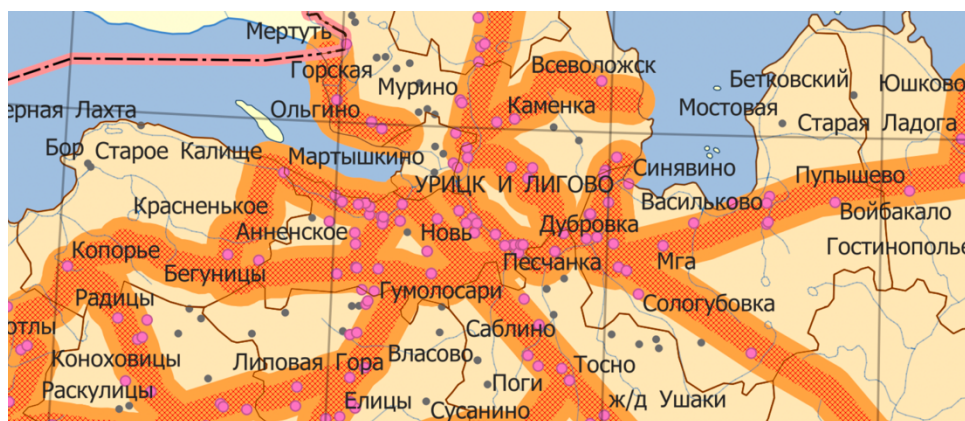 Мертуть
Горская
Всеволожск
Мурино
Бетковский
Юшково
Ольгино
Каменка
Мостовая
ерная Лахта
Старая Ладога
Бор
Старое Калище
Мартышкино
Синявино
УРИЦК И ЛИГОВО
Пупышево
Красненькое
Васильково
Войбакало
Анненское
Новь
Дубровка
Копорье
Бегуницы
Песчанка
Мга
Гостинополье
Радицы
Гумолосари
Сологубовка
отлы
Саблино
Коноховицы
Липовая Гора
Власово
Тосно
Раскулицы
Елицы
Поги
ж/д Ушаки
Сусанино